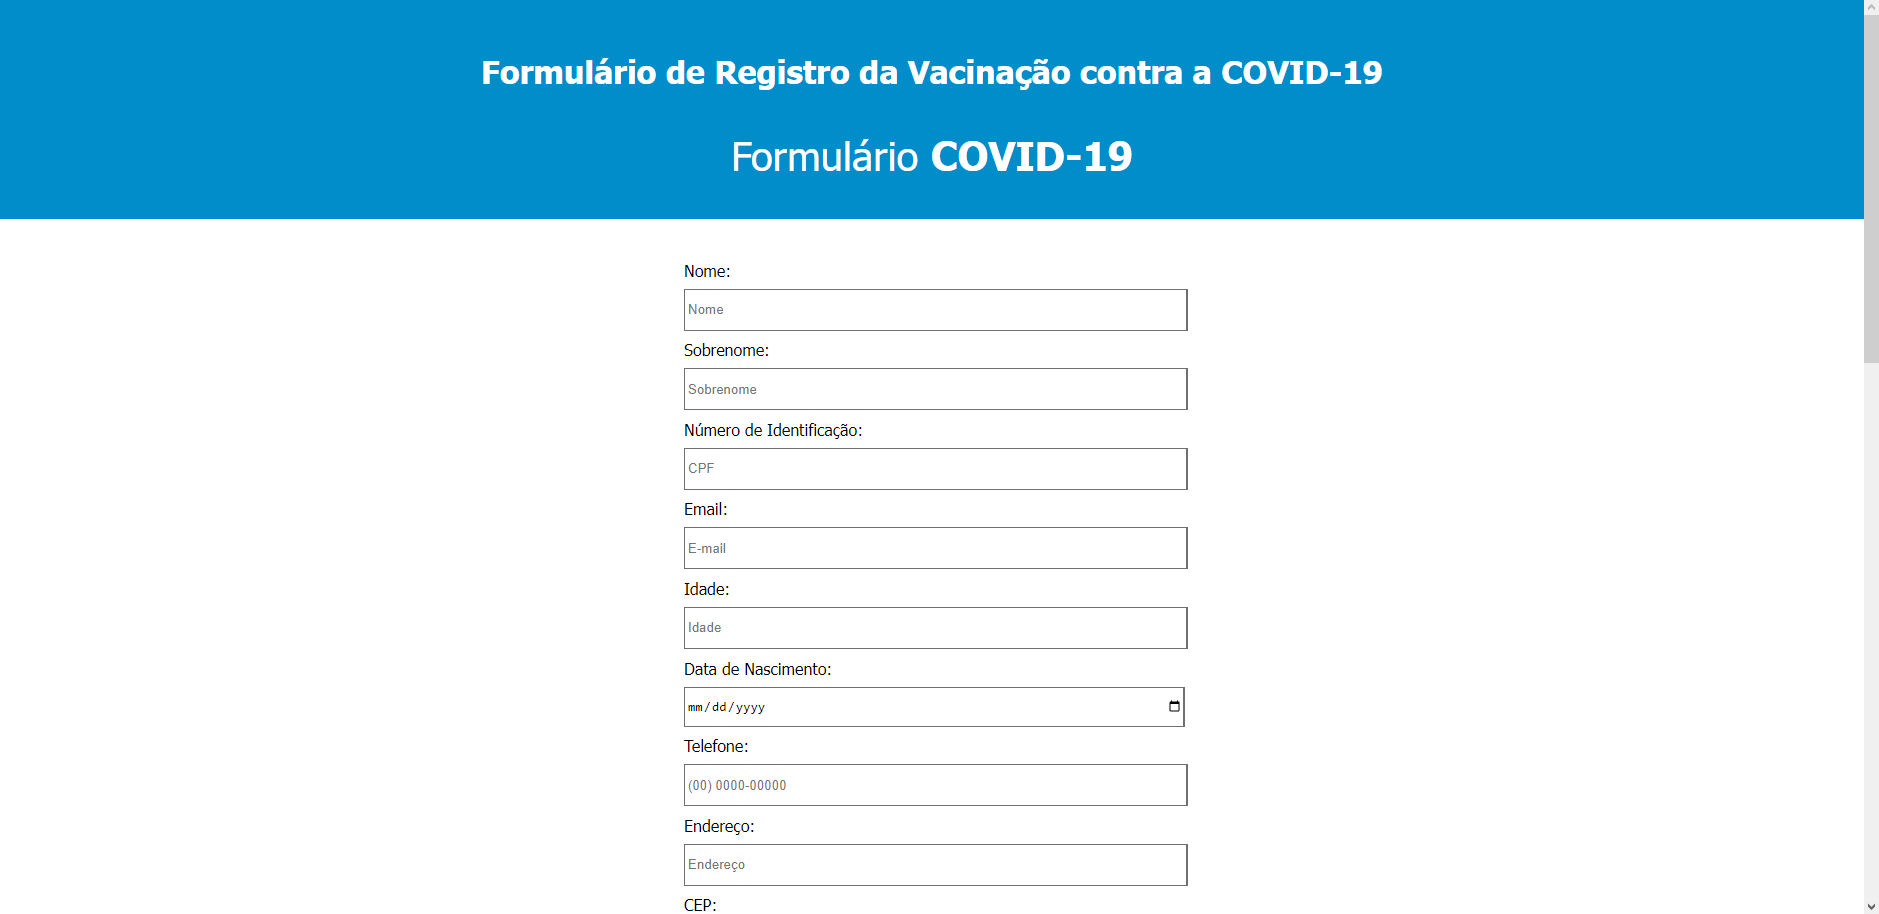 Formulário de Registro da Vacinação contra a COVID-19
Formulário COVID-19
Nome:
Nome
Sobrenome:
Sobrenome
Número de Identificação:
CPF
Email:
E-mail
Idade:
Idade
Data de Nascimento:
mm/dd/yyyy
Telefone:
(00) 0000-00000
Endereço:
Endereço
CEP: